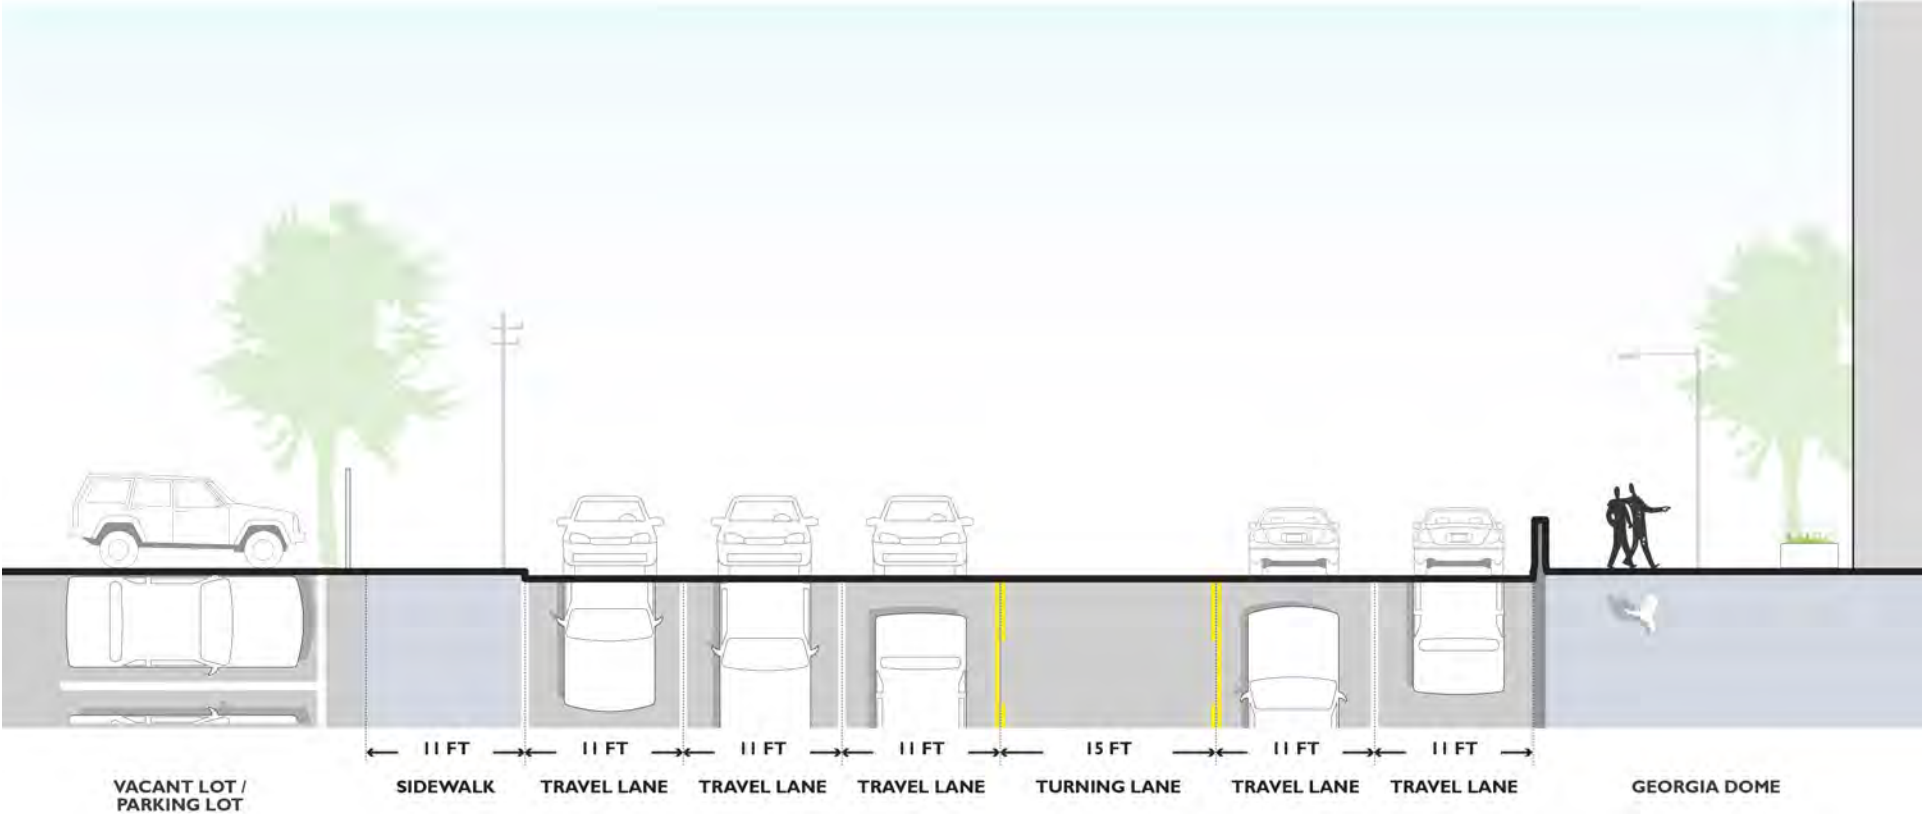 11 FT
11 FT
11 FT
11 FT
15 FT
11 FT
11 FT
VACANT LOT /
PARKING LOT
SIDEWALK
TRAVEL LANE
TRAVEL LANE
TRAVEL LANE
TURNING LANE
TRAVEL LANE
TRAVEL LANE
GEORGIA DOME